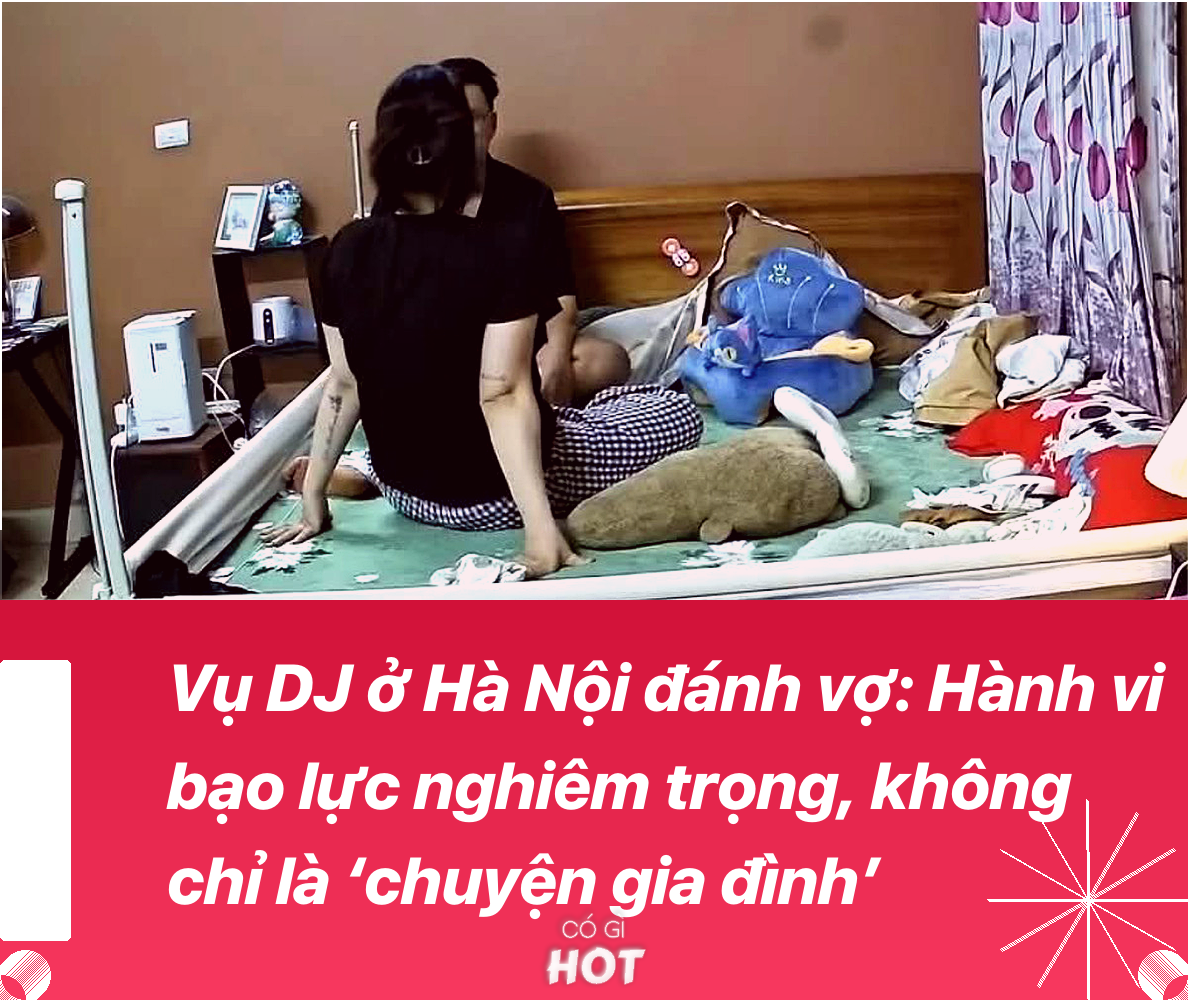 Vụ DJ ở Hà Nội đánh vợ: Hành vi
bạo lực nghiêm trọng, không
chỉ là ‘chuyện gia đình’
CÓ GÌ
HOT